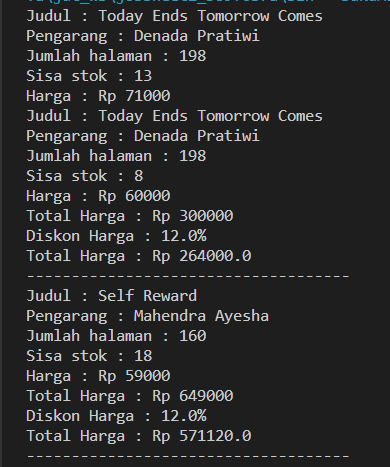 Judul : Today Ends Tomorrow Comes
Pengarang : Denada Pratiwi
Jumlah halaman : 198
Sisa stok : 13
Harga : Rp 71000
Judul : Today Ends Tomorrow Comes
Pengarang : Denada Pratiwi
Jumlah halaman : 198
Sisa stok : 8
Harga : Rp 60000
Total Harga : Rp 300000
Diskon Harga : 12.0%
Total Harga : Rp 264000.0
------------------------------------
Judul : Self Reward
Pengarang : Mahendra Ayesha
Jumlah halaman : 160
Sisa stok : 18
Harga : Rp 59000
Total Harga : Rp 649000
Diskon Harga : 12.0%
Total Harga : Rp 571120.0
------------------------------------